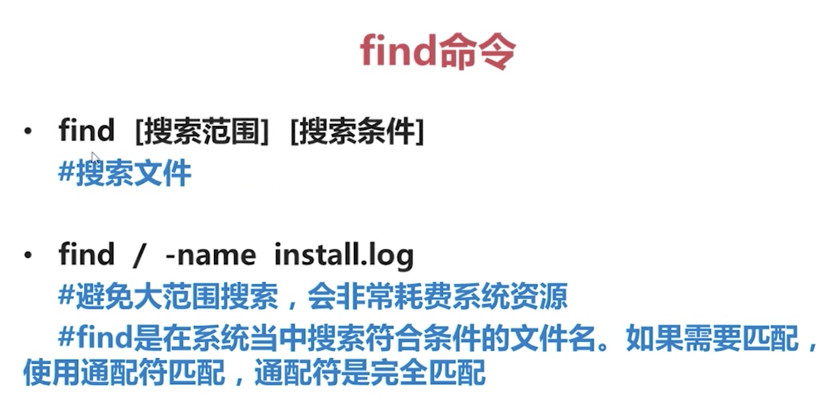 find命令
• find [搜索范围] [搜索条件]
#搜索文件
• find / -name install.log
#避免大范围搜索，会非常耗费系统资源
#find是在系统当中搜索符合条件的文件名。如果需要匹配，
使用通配符匹配，通配符是完全匹配